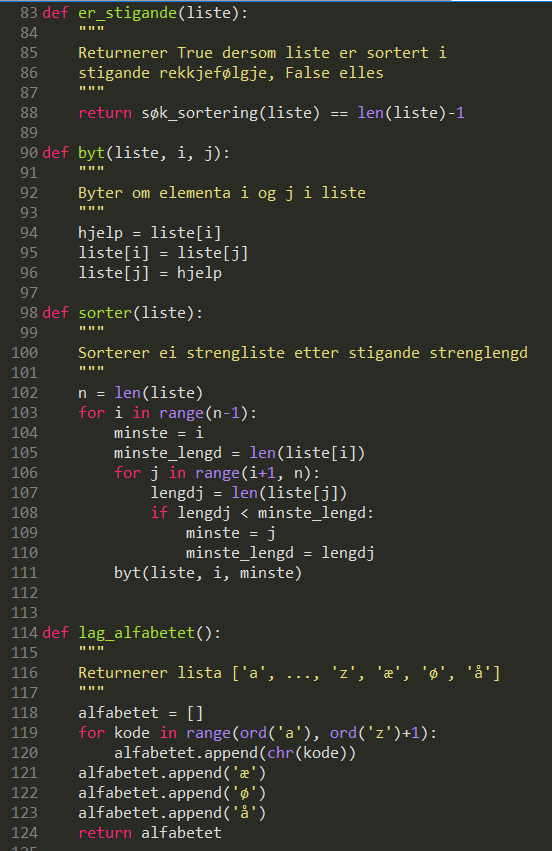 83 def er_stigande(liste):
84     """
85     Returnerer True dersom liste er sortert i
86     stigande rekkjefølgje, False elles
87     """
88     return søk_sortering(liste) == len(liste)-1
89
90 def byt(liste, i, j):
91     """
92     Byter om elementa i og j i liste
93     """
94     hjelp = liste[i]
95     liste[i] = liste[j]
96     liste[j] = hjelp
97
98 def sorter(liste):
99     """
100     Sorterer ei strengliste etter stigande strenglengd
101     """
102     n = len(liste)
103     for i in range(n-1):
104         minste = i
105         minste_lengd = len(liste[i])
106         for j in range(i+1, n):
107             lengdj = len(liste[j])
108             if lengdj < minste_lengd:
109                 minste = j
110                 minste_lengd = lengdj
111         byt(liste, i, minste)
112
113
114 def lag_alfabetet():
115     """
116     Returnerer lista ['a', ..., 'z', 'æ', 'ø', 'å']
117     """
118     alfabetet = []
119     for kode in range(ord('a'), ord('z')+1):
120         alfabetet.append(chr(kode))
121     alfabetet.append('æ')
122     alfabetet.append('ø')
123     alfabetet.append('å')
124     return alfabetet